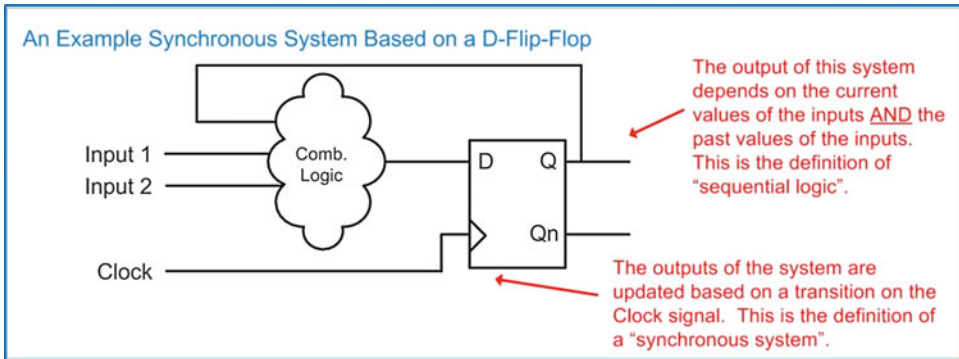 An Example Synchronous System Based on a D-Flip-Flop
The output of this system
depends on the current
values of the inputs AND the
past values of the inputs.
This is the definition of
“sequential logic”.
Input 1
Input 2
Comb.
Logic
D
Q
Qn
Clock
The outputs of the system are
updated based on a transition on the
Clock signal. This is the definition of
a “synchronous system”.